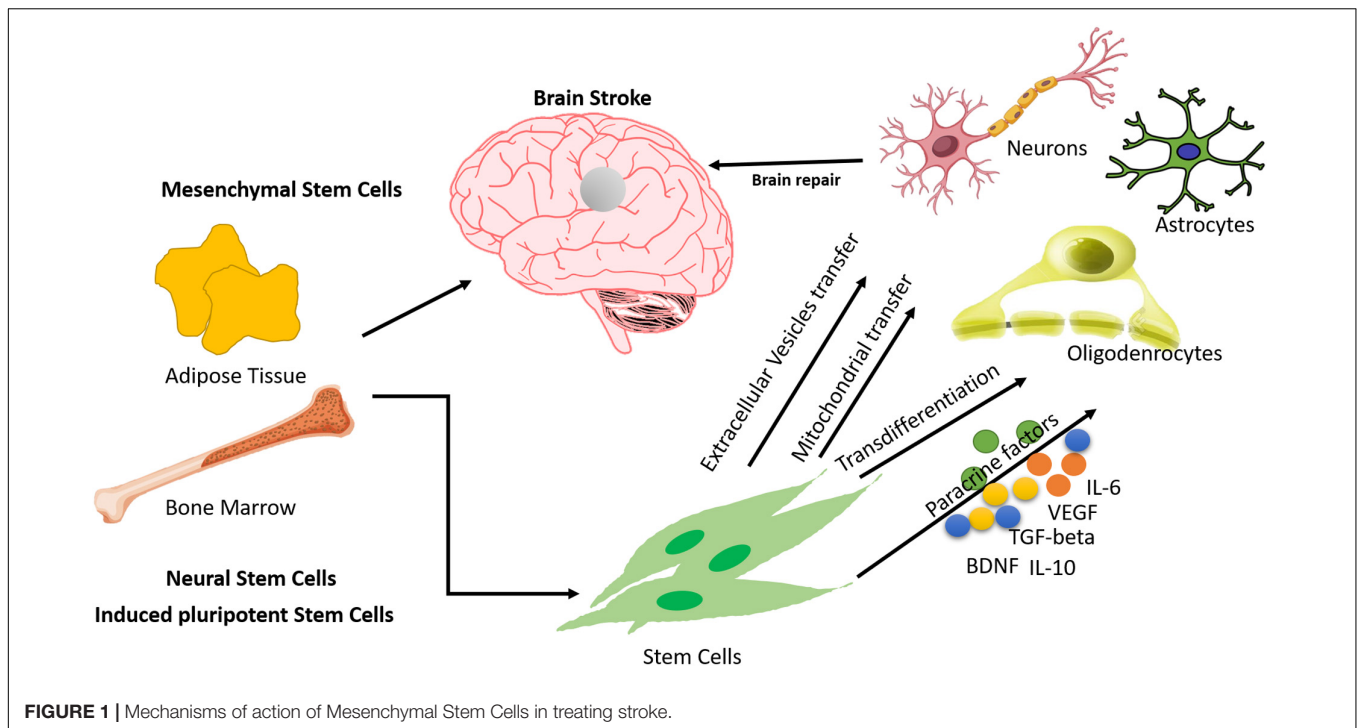 Brain Stroke
Neurons
Brain repair
Astrocytes
Mesenchymal Stem Cells
Adipose Tissue
Bone Marrow
Neural Stem Cells
Induced pluripotent Stem Cells
Stem Cells
Extracellular Vesicles transfer
Mitochondrial transfer
Transdifferentiation
Paracrine factors
Oligodenrocytes
IL-6
VEGF
TGF-beta
BDNF IL-10
FIGURE 1 | Mechanisms of action of Mesenchymal Stem Cells in treating stroke.